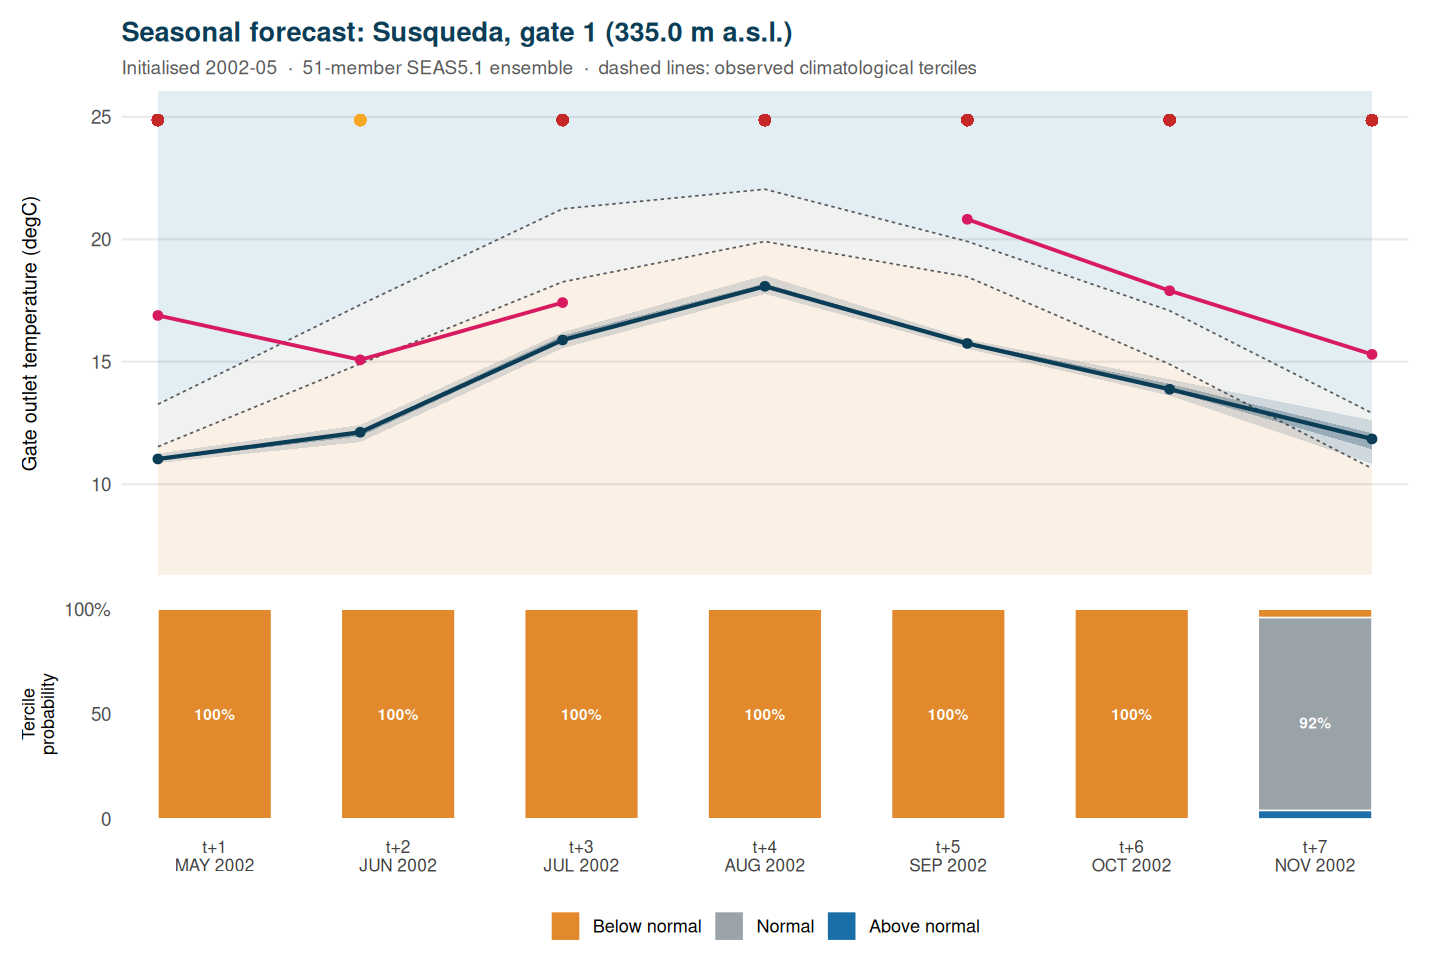 Seasonal forecast: Susqueda, gate 1 (335.0 m a.s.l.)
Initialised 2002-05 · 51-member SEAS5.1 ensemble · dashed lines: observed climatological terciles
Gate outlet temperature (degC)
25
20
15
10
Tercile
probability
100%
50
0
100%
100%
100%
100%
100%
100%
92%
t+1
MAY 2002
t+2
JUN 2002
t+3
JUL 2002
t+4
AUG 2002
t+5
SEP 2002
t+6
OCT 2002
t+7
NOV 2002
Below normal
Normal
Above normal